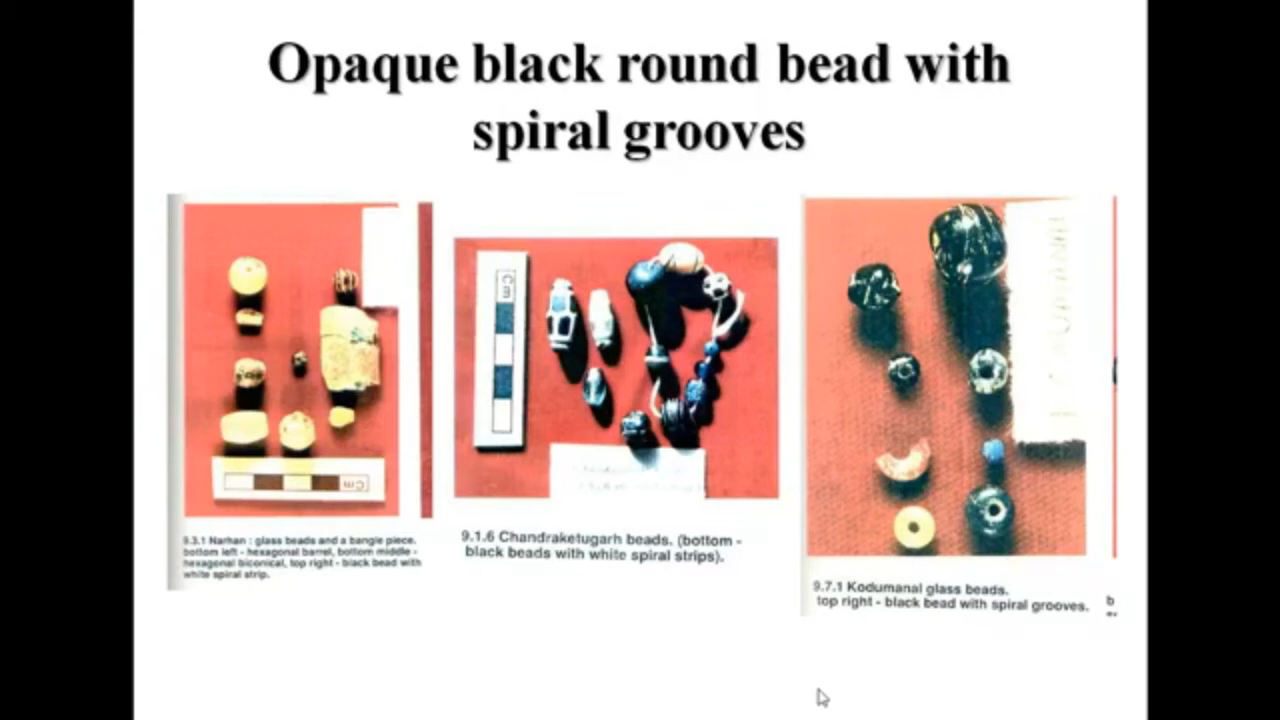 Opaque black round bead with
spiral grooves
Cm
9.3.1 Narhan : glass beads and a bangle piece.
bottom left - hexagonal barrel, bottom middle -
hexagonal biconical, top right - black bead with
white spiral strip.
Cm
9.1.6 Chandraketugarh beads. (bottom -
black beads with white spiral strips).
9.7.1 Kodumanal glass beads.
top right - black bead with spiral grooves.
b